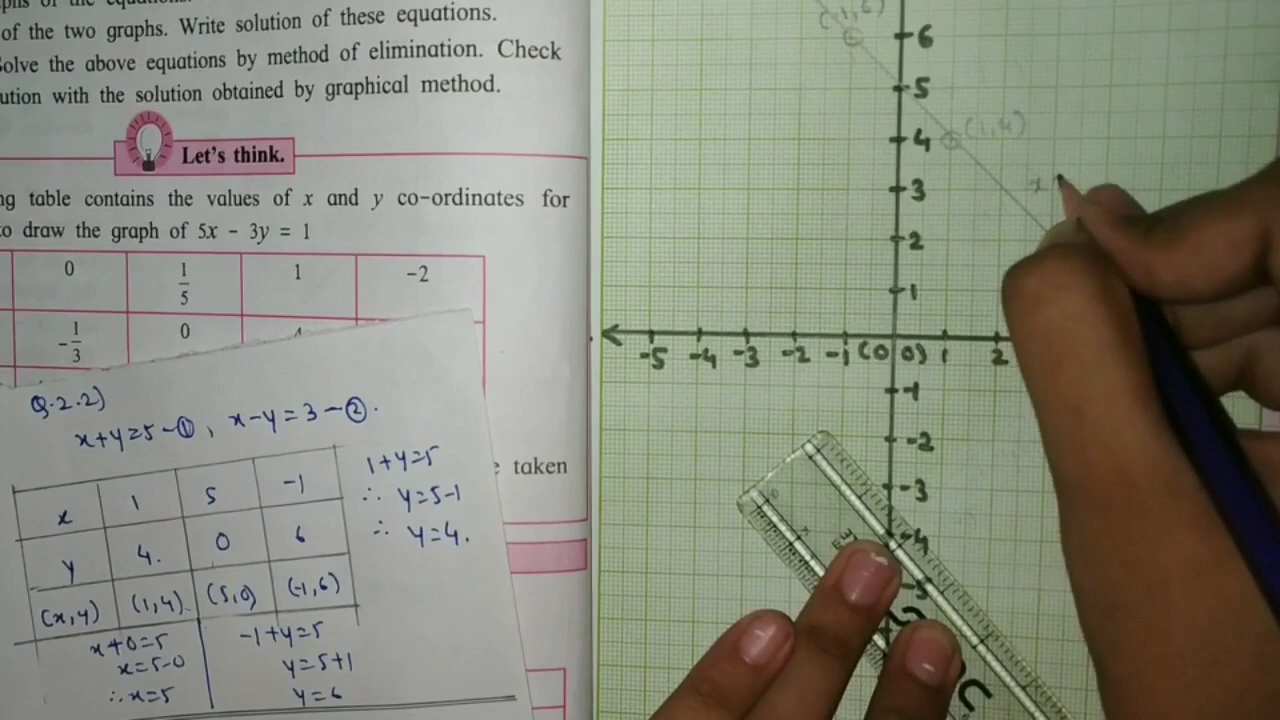 of the two graphs. Write solution of these equations.
Solve the above equations by method of elimination. Check
ution with the solution obtained by graphical method.
Let's think.
ng table contains the values of x and y co-ordinates for
to draw the graph of 5x - 3y = 1
0 1/5 1 -2
-1/3 0
taken
Q.2.2)
x+y=5-①, x-y=3-②.
x 1 5 -1
y 4. 0 6
(x,y) (1,4) (5,0) (-1,6)
1+y=5
∴ y=5-1
∴ y=4.
x+0=5
x=5-0
∴x=5
-1+y=5
y=5+1
y=6
(-1,6)
6
5
4 (1,4)
3 x
2
1
-5 -4 -3 -2 -1 (0 0) 1 2
-1
-2
-3
-4
-5